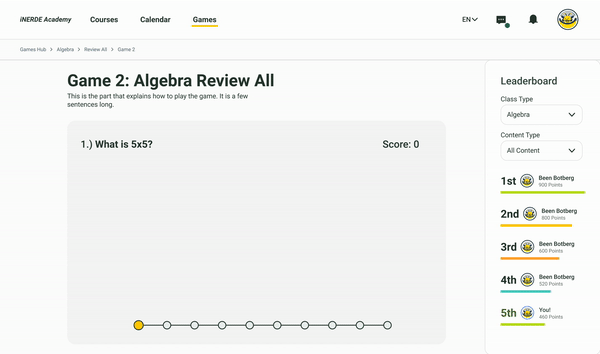 iNERDE Academy
Courses
Calendar
Games
EN
Games Hub > Algebra > Review All > Game 2
Game 2: Algebra Review All
This is the part that explains how to play the game. It is a few
sentences long.
1.) What is 5x5?
Score: 0
Leaderboard
Class Type
Algebra
Content Type
All Content
1st
Been Botberg
900 Points
2nd
Been Botberg
800 Points
3rd
Been Botberg
600 Points
4th
Been Botberg
520 Points
5th
You!
460 Points